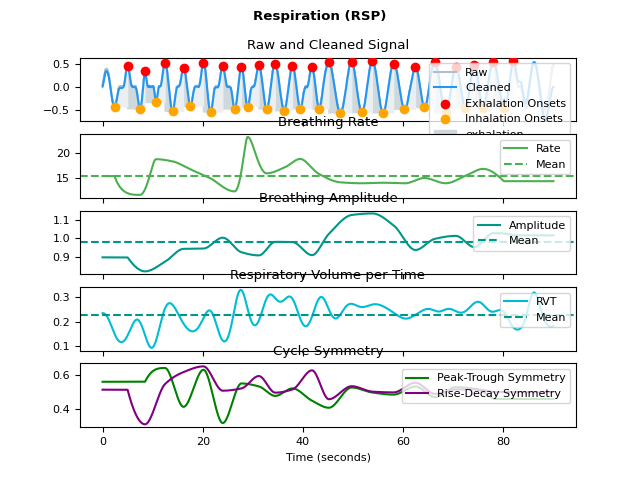 Respiration (RSP)
Raw and Cleaned Signal
0.5
0.0
−0.5
Raw
Cleaned
Exhalation Onsets
Inhalation Onsets
exhalation
Breathing Rate
20
15
Rate
Mean
Breathing Amplitude
1.1
1.0
0.9
Amplitude
Mean
Respiratory Volume per Time
0.3
0.2
0.1
RVT
Mean
Cycle Symmetry
0.6
0.4
Peak-Trough Symmetry
Rise-Decay Symmetry
0 20 40 60 80
Time (seconds)